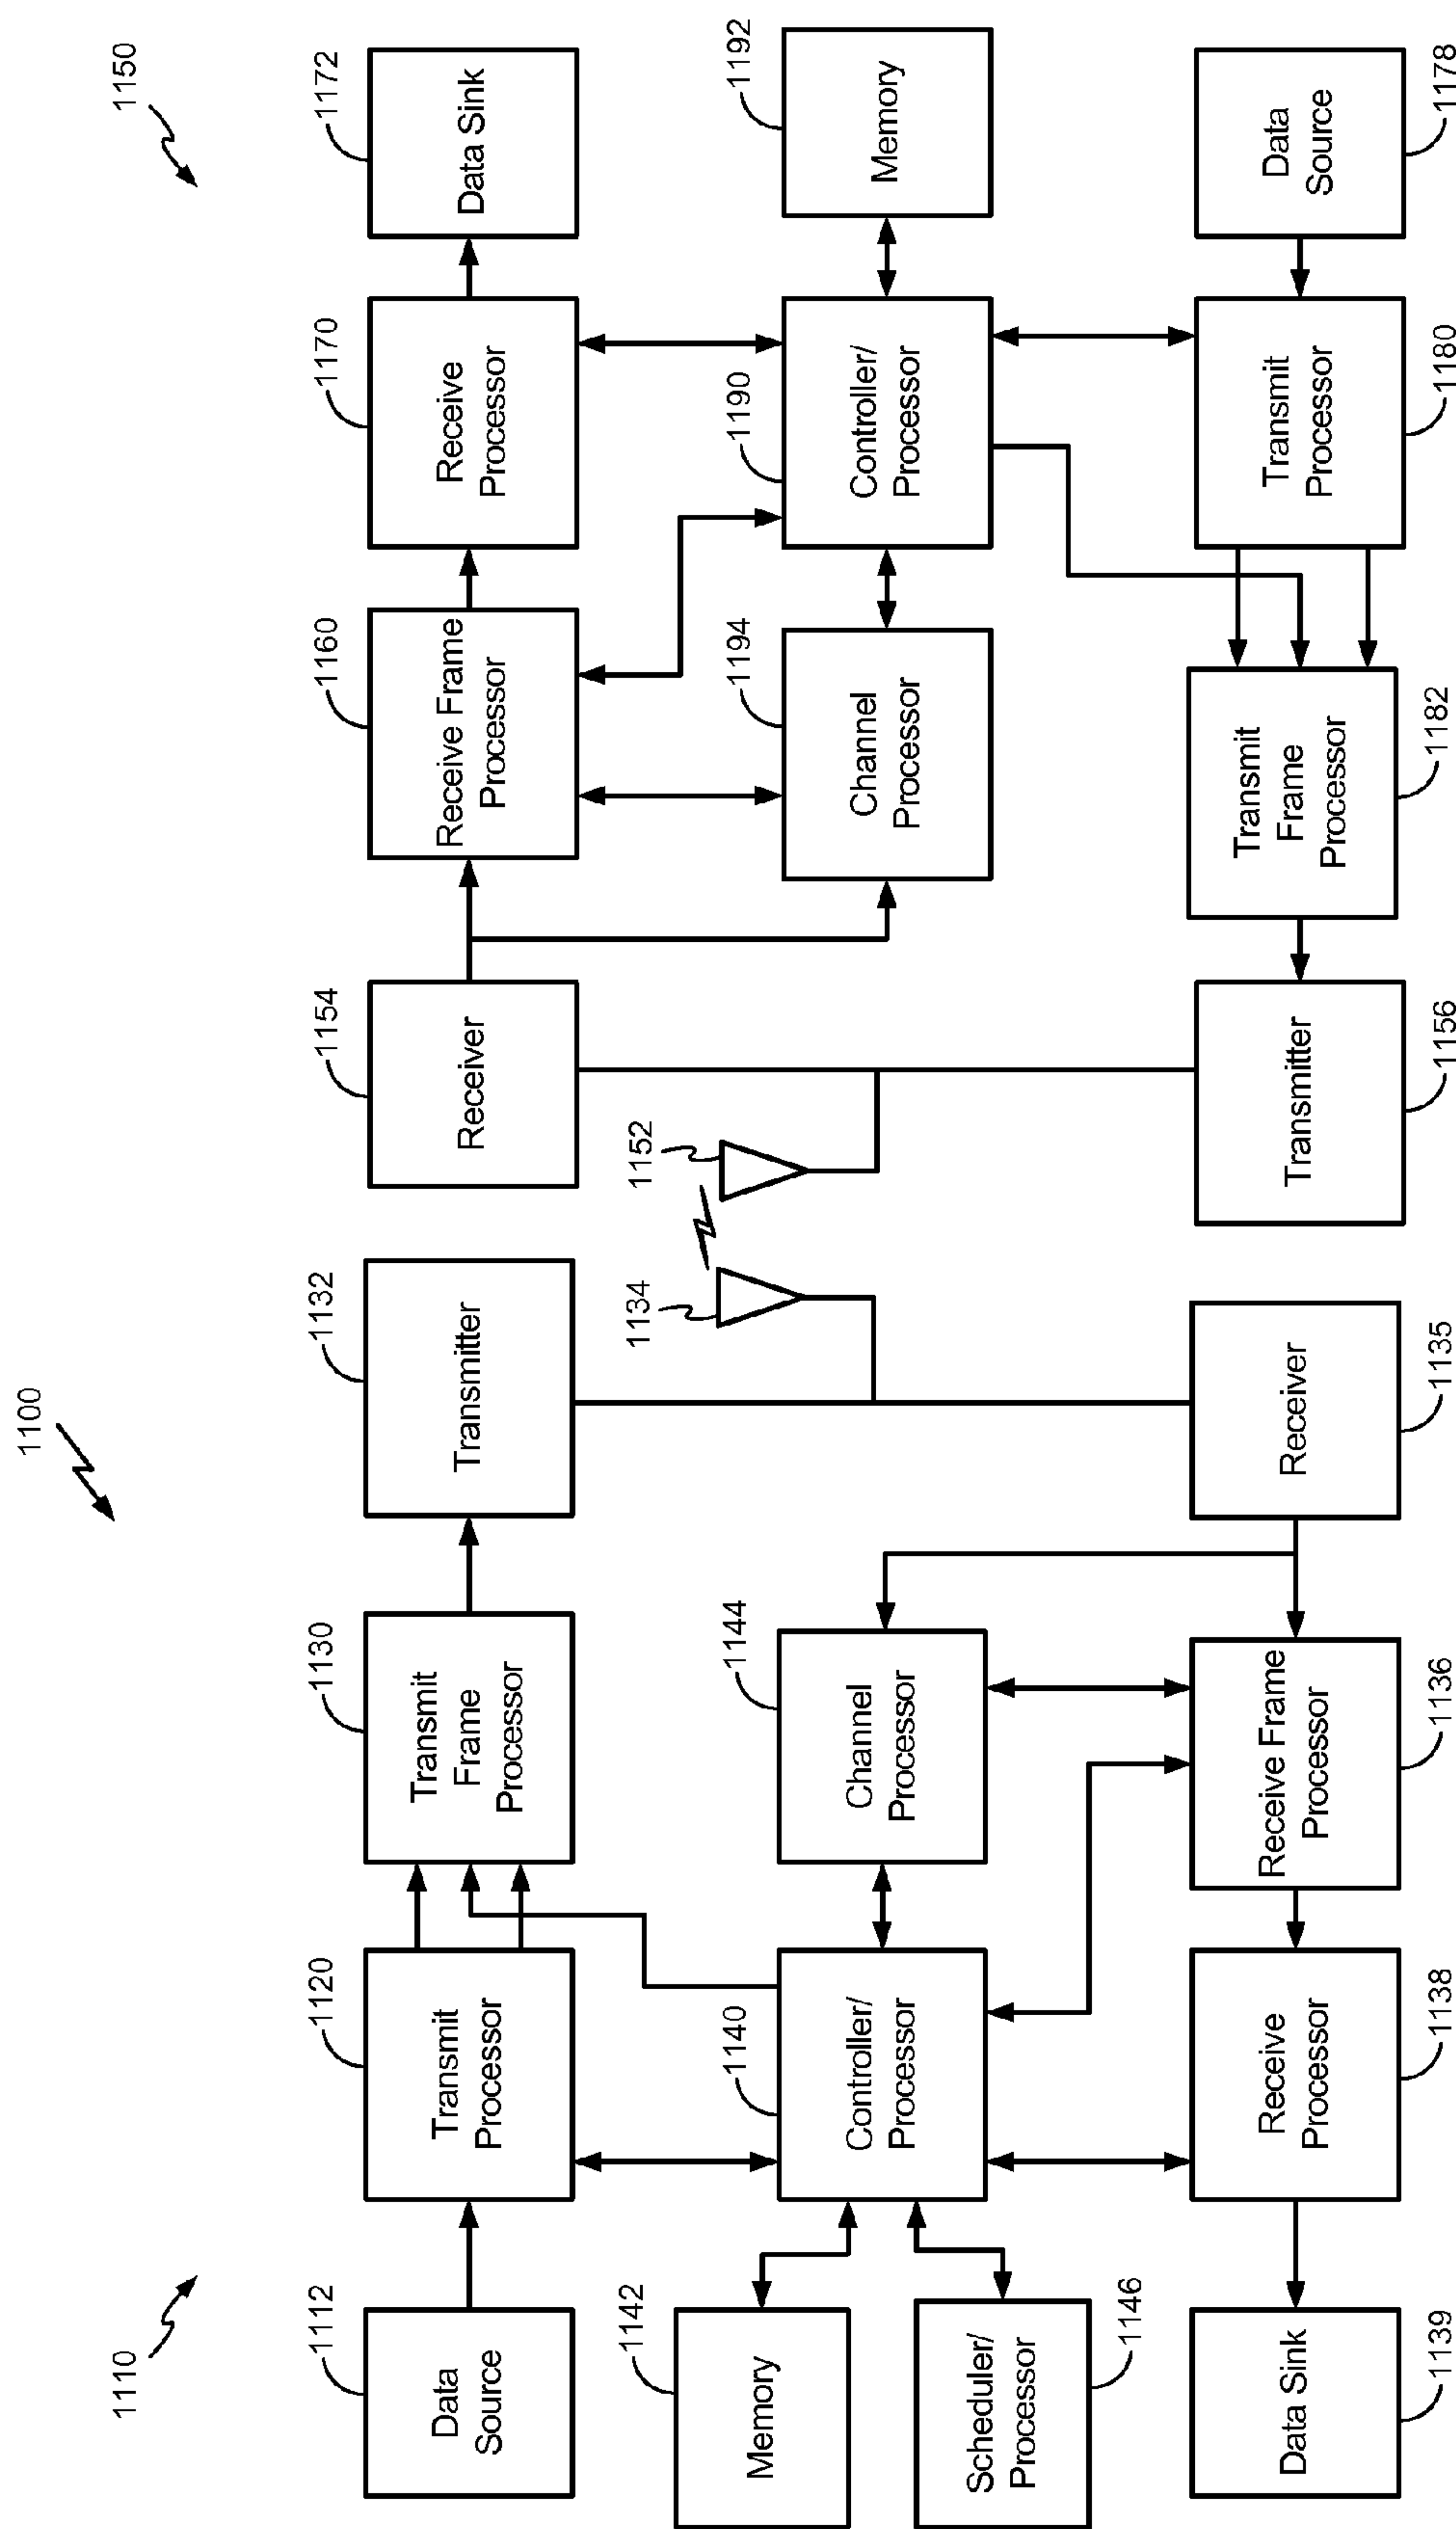 1100
1110
1150
1112
Data
Source
1120
Transmit
Processor
1130
Transmit
Frame
Processor
1132
Transmitter
1154
Receiver
1160
Receive Frame
Processor
1170
Receive
Processor
1172
Data Sink
1142
Memory
1146
Scheduler/
Processor
1140
Controller/
Processor
1144
Channel
Processor
1134
1152
1194
Channel
Processor
1190
Controller/
Processor
1192
Memory
Data Sink
1139
Receive
Processor
1138
Receive Frame
Processor
1136
Receiver
1135
Transmitter
1156
Transmit
Frame
Processor
1182
Transmit
Processor
1180
Data
Source
1178